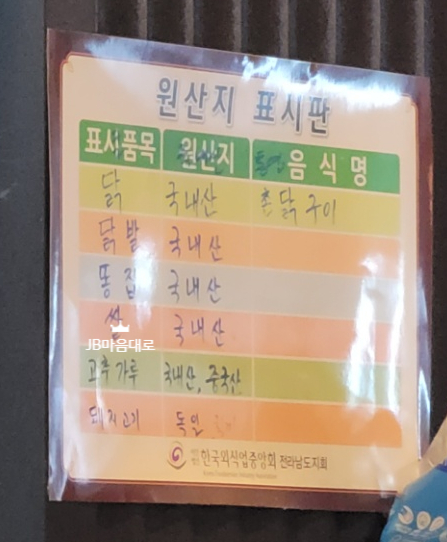 원산지 표시판
표시품목 원산지 음식명
닭 국내산 촌닭 구이
닭발 국내산
똥집 국내산
쌀 국내산
JB마음대로
고추가루 국내산, 중국산
돼지고기 독일
한국외식업중앙회 전라남도지회